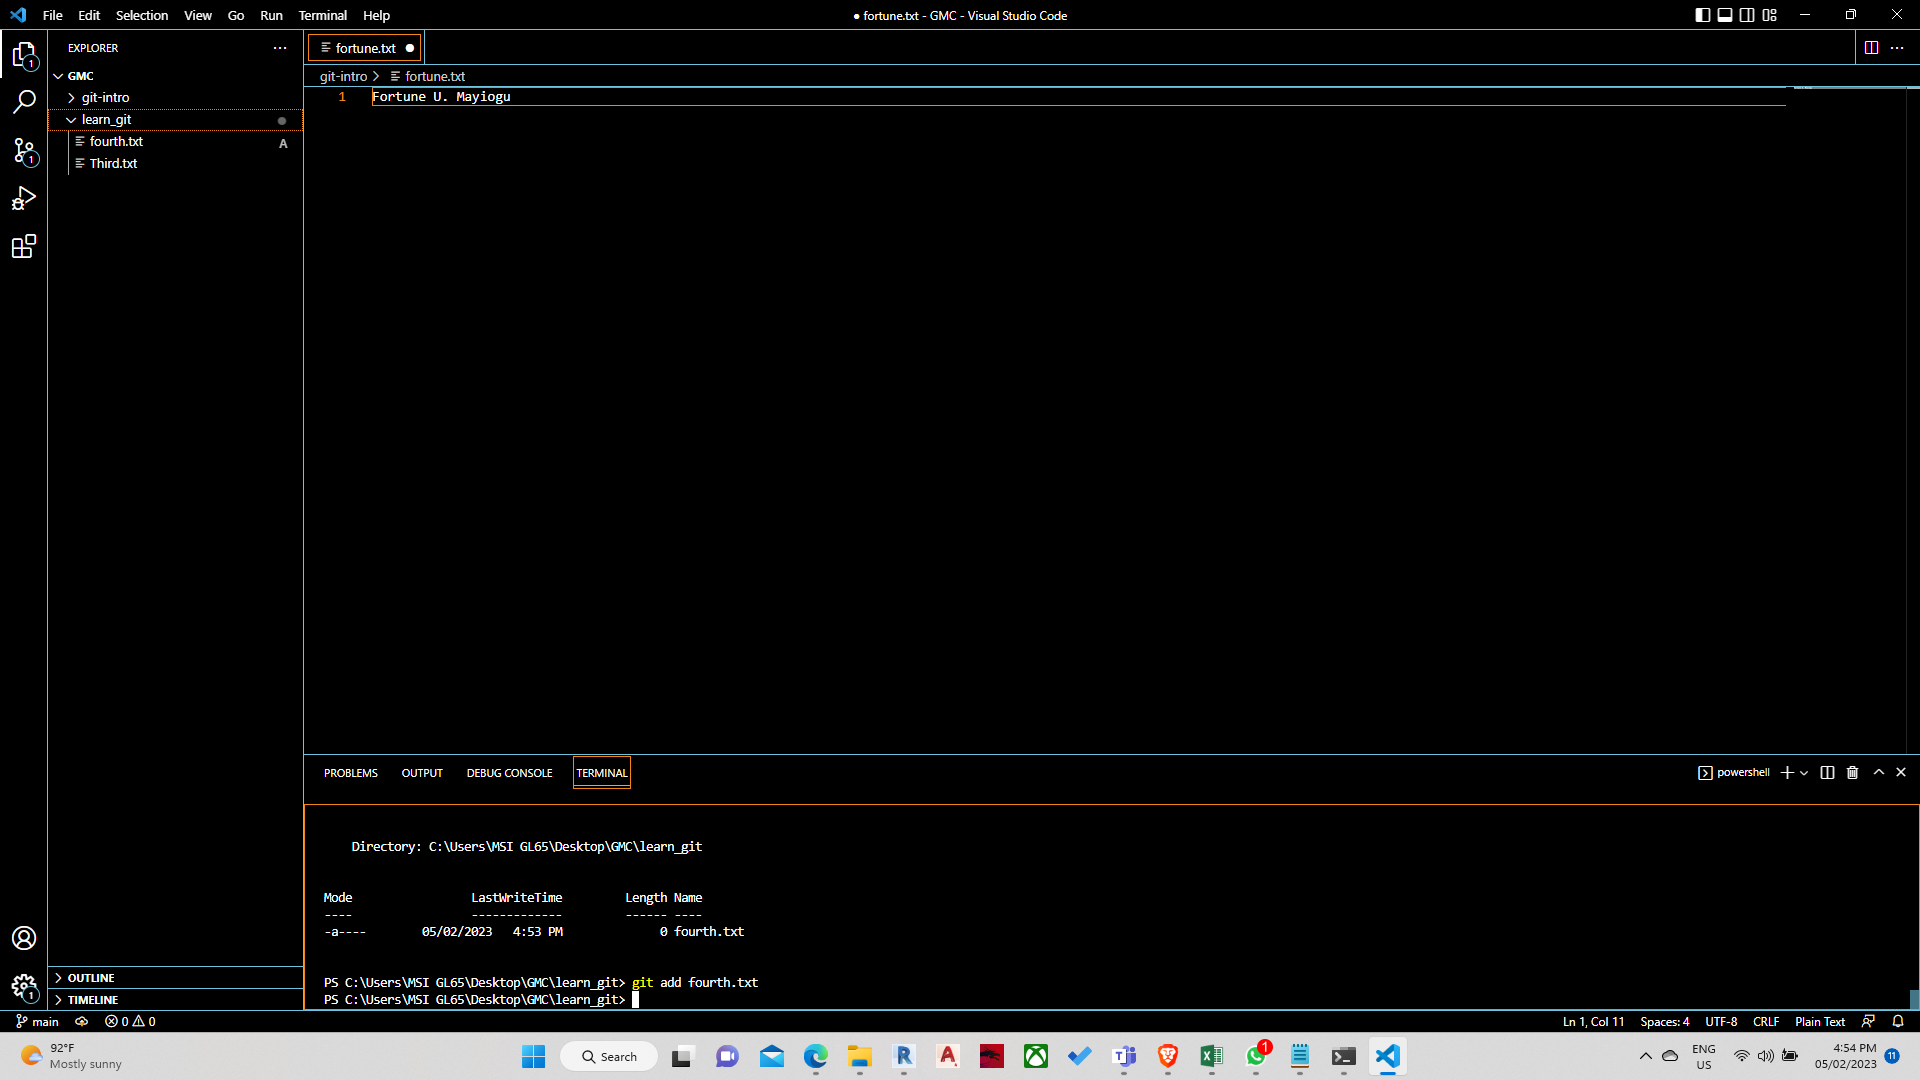 File Edit Selection View Go Run Terminal Help
● fortune.txt - GMC - Visual Studio Code
EXPLORER
fortune.txt
GMC
git-intro > fortune.txt
git-intro
1 Fortune U. Mayiogu
learn_git
fourth.txt A
Third.txt
1
1
PROBLEMS OUTPUT DEBUG CONSOLE TERMINAL
powershell
Directory: C:\Users\MSI GL65\Desktop\GMC\learn_git
Mode LastWriteTime Length Name
---- ------------- ------ ----
-a---- 05/02/2023 4:53 PM 0 fourth.txt
PS C:\Users\MSI GL65\Desktop\GMC\learn_git> git add fourth.txt
PS C:\Users\MSI GL65\Desktop\GMC\learn_git>
1
OUTLINE
TIMELINE
main 0 0
Ln 1, Col 11 Spaces: 4 UTF-8 CRLF Plain Text
92°F
Mostly sunny
Search
1
ENG
US
4:54 PM
05/02/2023
11